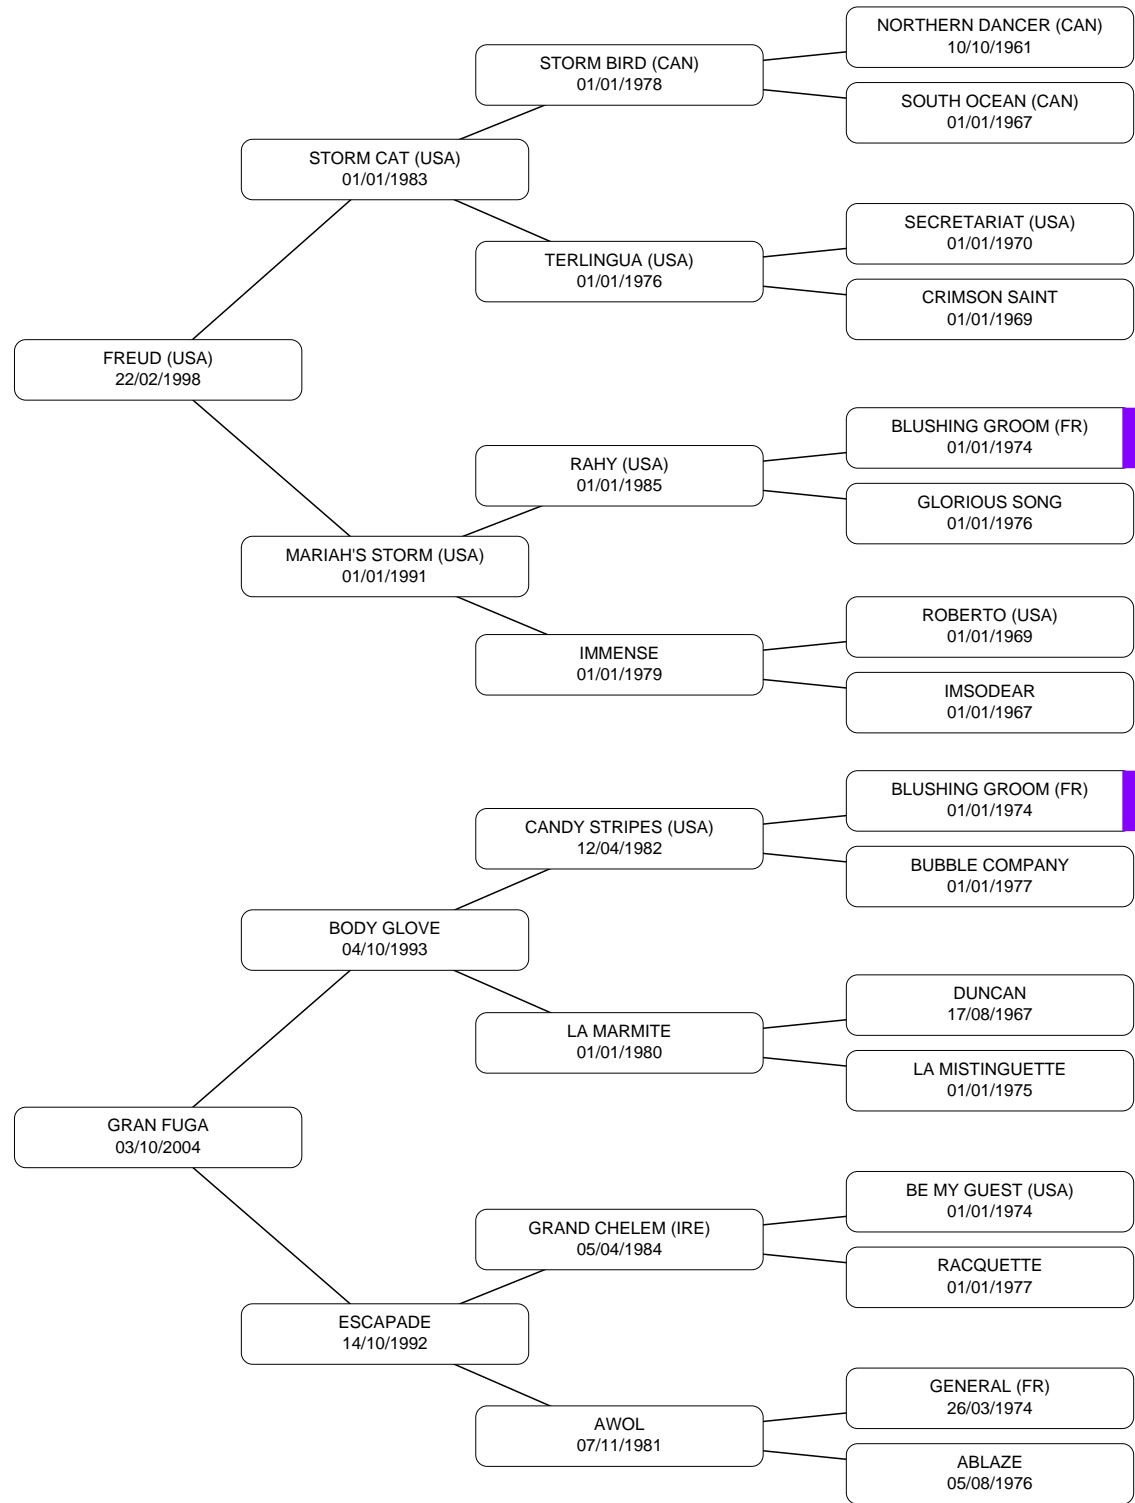 NORTHERN DANCER (CAN)
10/10/1961
STORM BIRD (CAN)
01/01/1978
SOUTH OCEAN (CAN)
01/01/1967
STORM CAT (USA)
01/01/1983
SECRETARIAT (USA)
01/01/1970
TERLINGUA (USA)
01/01/1976
CRIMSON SAINT
01/01/1969
FREUD (USA)
22/02/1998
BLUSHING GROOM (FR)
01/01/1974
RAHY (USA)
01/01/1985
GLORIOUS SONG
01/01/1976
MARIAH'S STORM (USA)
01/01/1991
ROBERTO (USA)
01/01/1969
IMMENSE
01/01/1979
IMSODEAR
01/01/1967
BLUSHING GROOM (FR)
01/01/1974
CANDY STRIPES (USA)
12/04/1982
BUBBLE COMPANY
01/01/1977
BODY GLOVE
04/10/1993
DUNCAN
17/08/1967
LA MARMITE
01/01/1980
LA MISTINGUETTE
01/01/1975
GRAN FUGA
03/10/2004
BE MY GUEST (USA)
01/01/1974
GRAND CHELEM (IRE)
05/04/1984
RACQUETTE
01/01/1977
ESCAPADE
14/10/1992
GENERAL (FR)
26/03/1974
AWOL
07/11/1981
ABLAZE
05/08/1976